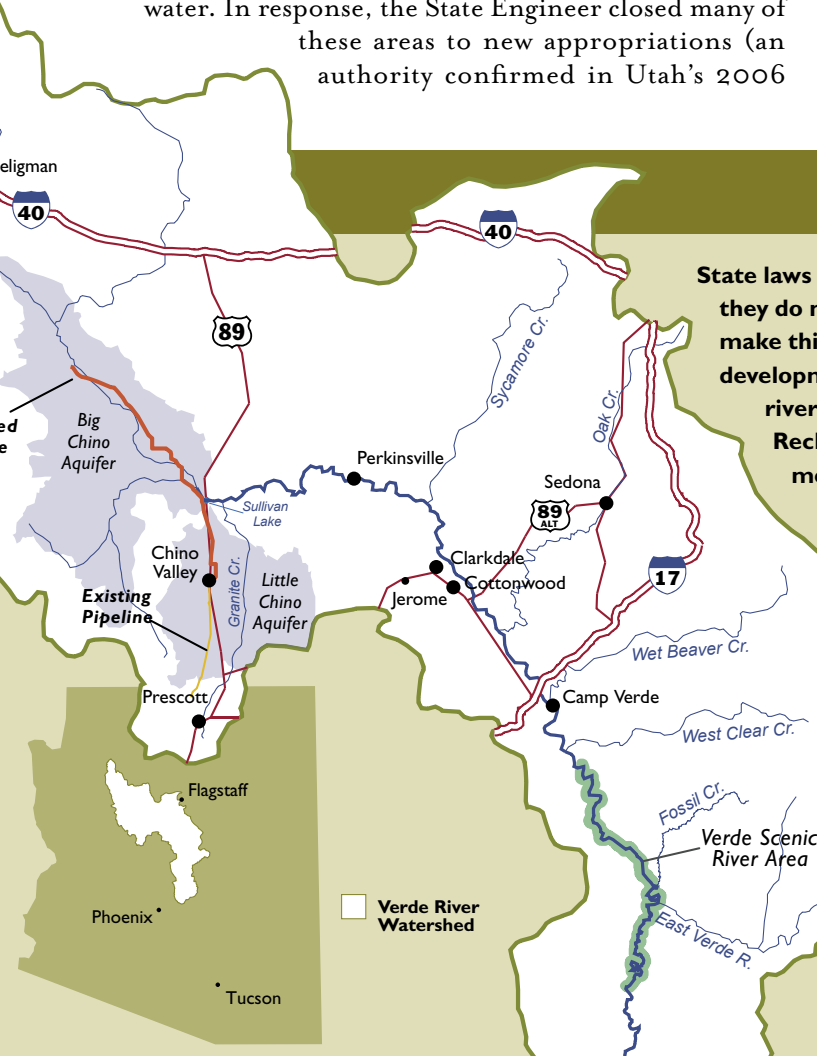 water. In response, the State Engineer closed many of
these areas to new appropriations (an
authority confirmed in Utah's 2006
eligman
40
40
State laws
they do
make
89
Sycamore Cr.
Oak Cr.
river
Big
Chino
Aquifer
Perkinsville
Sedona
Sullivan
Lake
89
ALT
Chino
Valley
Clarkdale
Cottonwood
Jerome
17
Existing
Pipeline
Granite Cr.
Little
Chino
Aquifer
Wet Beaver Cr.
Prescott
Camp Verde
West Clear Cr.
Flagstaff
Fossil Cr.
Verde Scenic
River Area
Phoenix
Verde River
Watershed
East Verde R.
Tucson